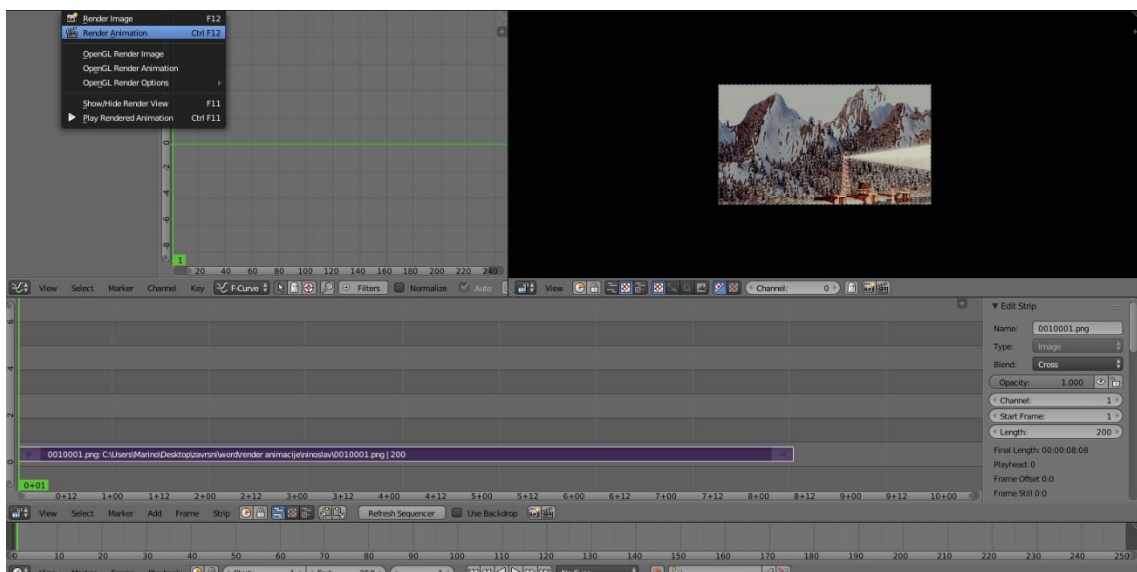 Render Image F12
Render Animation Ctrl F12
OpenGL Render Image
OpenGL Render Animation
OpenGL Render Options
Show/Hide Render View F11
Play Rendered Animation Ctrl F11
0
-2
-4
-6
-8
1
20 40 60 80 100 120 140 160 180 200 220 240
View Select Marker Channel Key F-Curve Filters Normalize Auto
View Channel: 0
Edit Strip
Name: 0010001.png
Type: Image
Blend: Cross
Opacity: 1.000
Channel: 1
Start Frame: 1
Length: 200
Final Length: 00:00:08:08
Playhead: 0
Frame Offset 0:0
Frame Still 0:0
6
4
2
0
0010001.png: C:\Users\Marino\Desktop\zavrsni\word\render animacije\ninoslav\0010001.png | 200
0+01
0+12 1+00 1+12 2+00 2+12 3+00 3+12 4+00 4+12 5+00 5+12 6+00 6+12 7+00 7+12 8+00 8+12 9+00 9+12 10+00
View Select Marker Add Frame Strip Refresh Sequencer Use Backdrop
0 10 20 30 40 50 60 70 80 90 100 110 120 130 140 150 160 170 180 190 200 210 220 230 240 250